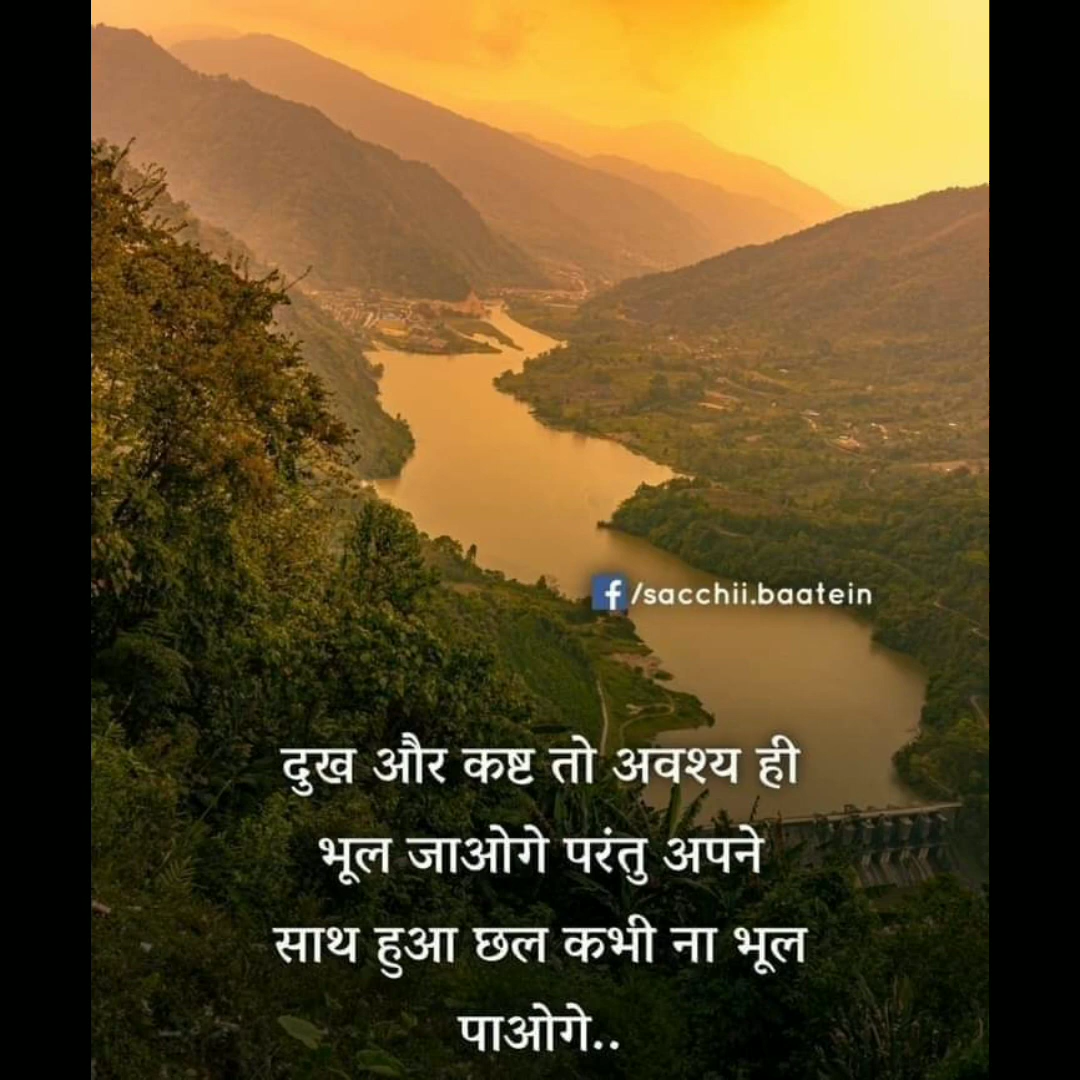 f/sacchii.baatein
दुख और कष्ट तो अवश्य ही
भूल जाओगे परंतु अपने
साथ हुआ छल कभी ना भूल
पाओगे..